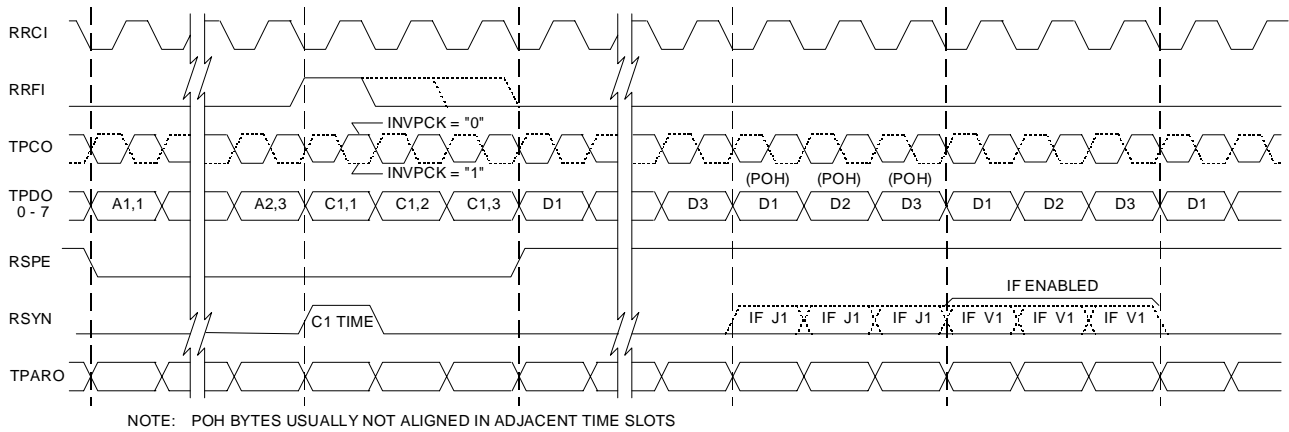 RRCI
RRFI
INVPCK = "0"
TPCO
INVPCK = "1"
(POH) (POH) (POH)
TPDO
0 - 7
A1,1 A2,3 C1,1 C1,2 C1,3 D1 D3 D1 D2 D3 D1 D2 D3 D1
RSPE
IF ENABLED
RSYN
C1 TIME IF J1 IF J1 IF J1 IF V1 IF V1 IF V1
TPARO
NOTE: POH BYTES USUALLY NOT ALIGNED IN ADJACENT TIME SLOTS